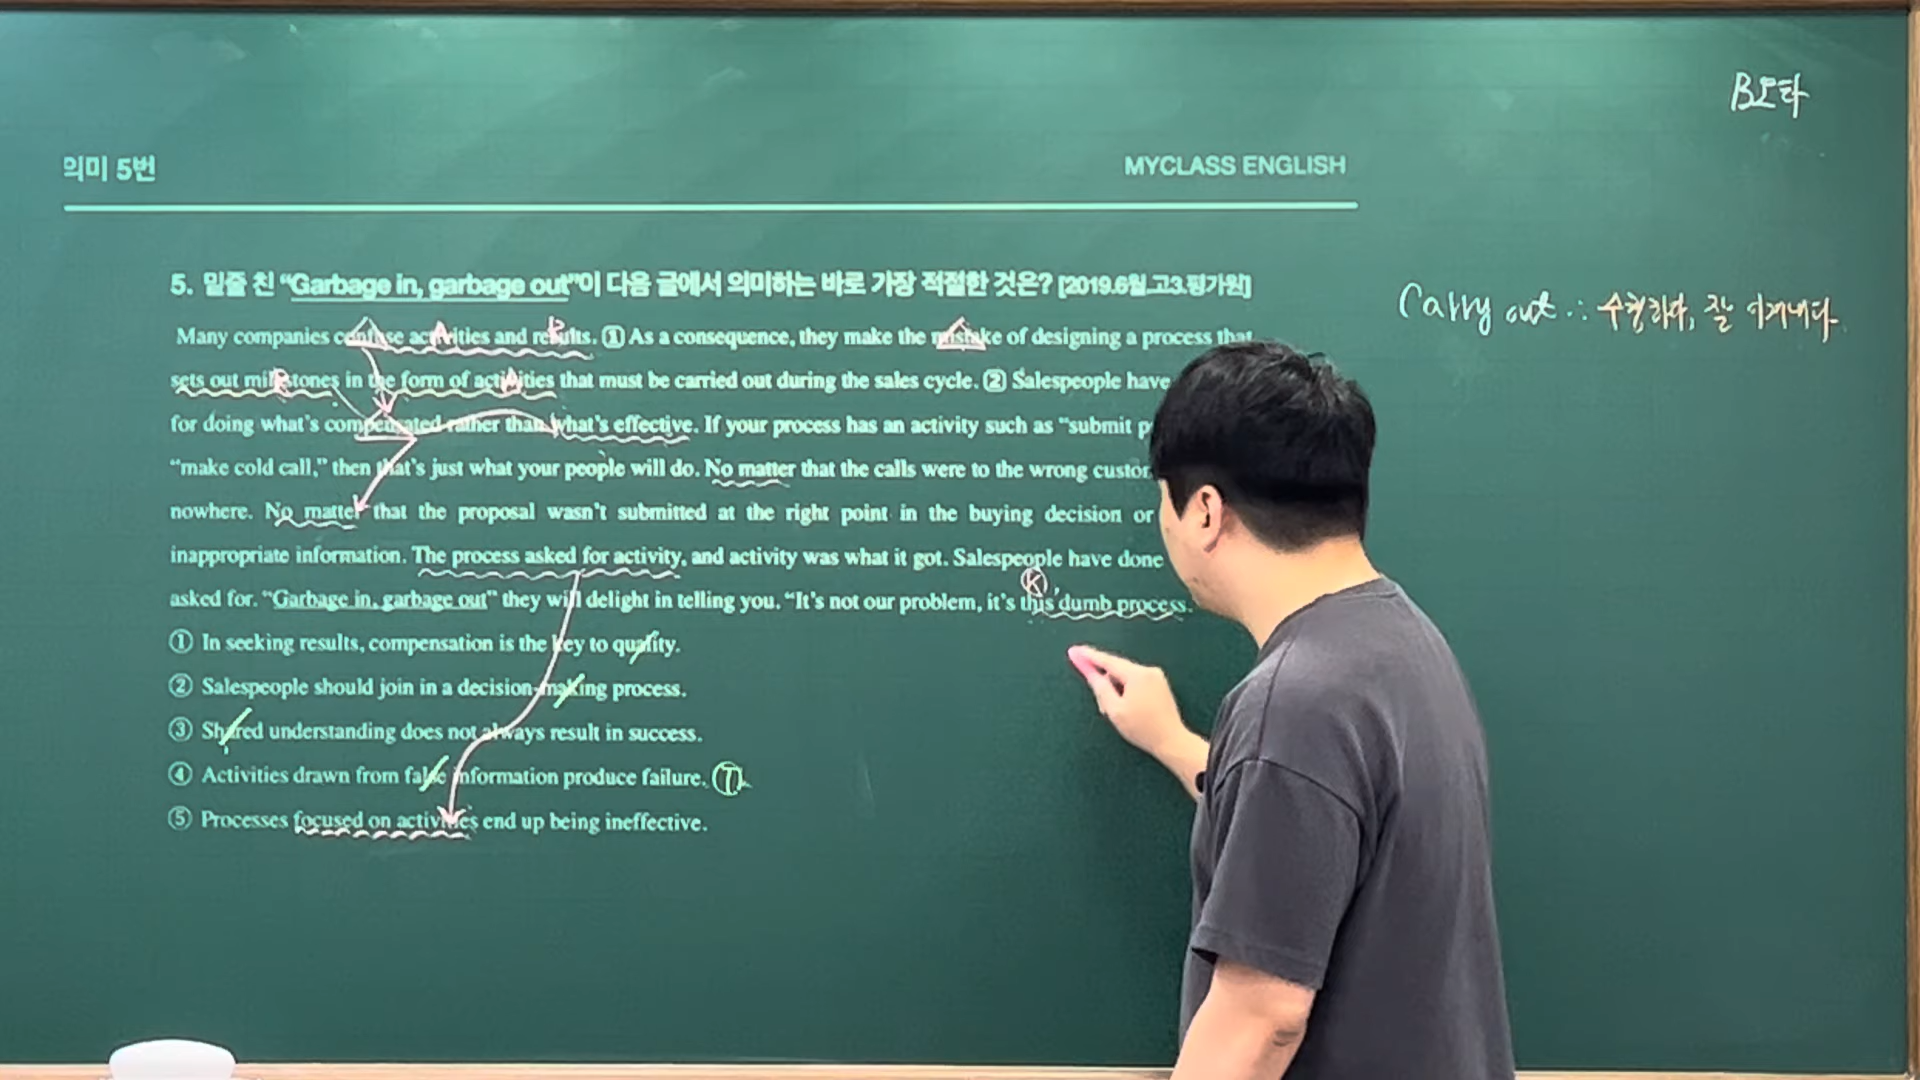 B오타
의미 5번
MYCLASS ENGLISH
5. 밑줄 친 “Garbage in, garbage out”이 다음 글에서 의미하는 바로 가장 적절한 것은? [2019.6월.고3.평가원]
Many companies confuse activities and results. ① As a consequence, they make the mistake of designing a process that
sets out milestones in the form of activities that must be carried out during the sales cycle. ② Salespeople have
for doing what’s compensated rather than what’s effective. If your process has an activity such as “submit
“make cold call,” then that’s just what your people will do. No matter that the calls were to the wrong
nowhere. No matter that the proposal wasn’t submitted at the right point in the buying decision or
inappropriate information. The process asked for activity, and activity was what it got. Salespeople have done
asked for. “Garbage in, garbage out” they will delight in telling you. “It’s not our problem, it’s this dumb process.
① In seeking results, compensation is the key to quality.
② Salespeople should join in a decision-making process.
③ Shared understanding does not always result in success.
④ Activities drawn from false information produce failure. T
⑤ Processes focused on activities end up being ineffective.
A
B
B
A
K
Carry out : 수행하다, 잘 이겨내다